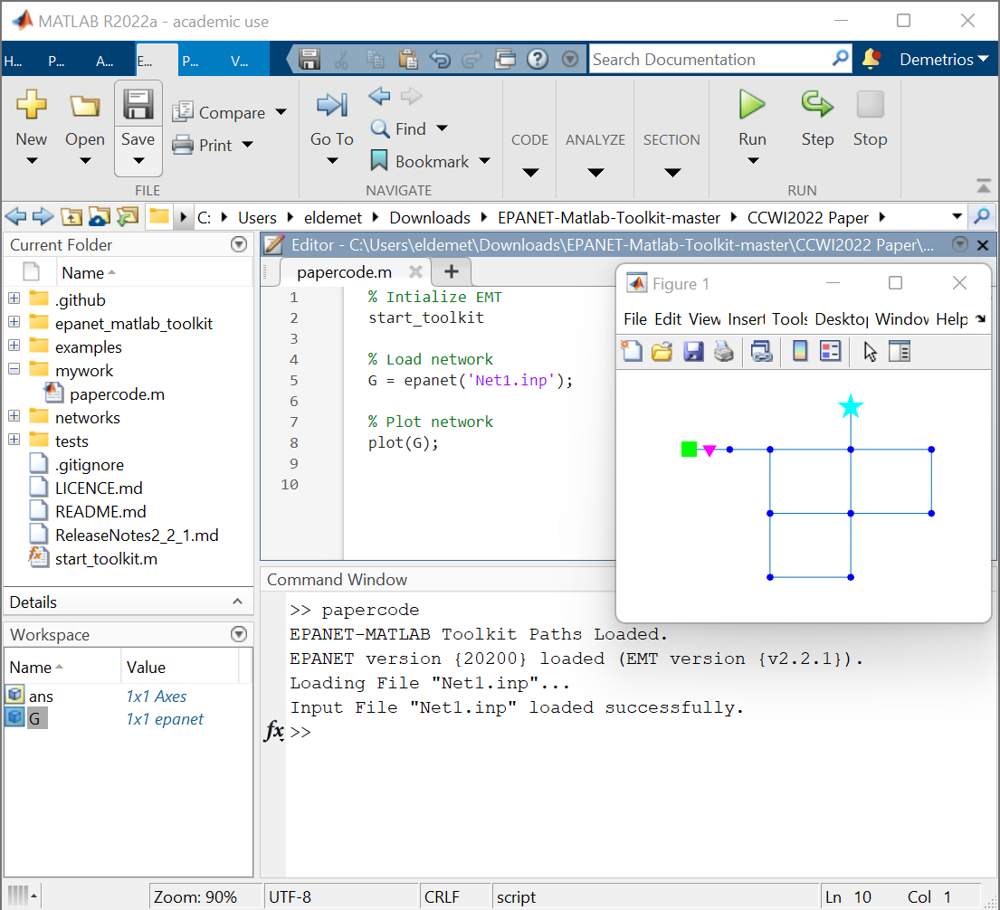 MATLAB R2022a - academic use
H... P... A... E... P... V...
Search Documentation
Demetrios
New
Open
Save
Compare
Print
FILE
Go To
Find
Bookmark
NAVIGATE
CODE
ANALYZE
SECTION
Run
Step
Stop
RUN
C: Users eldemet Downloads EPANET-Matlab-Toolkit-master CCWI2022 Paper
Current Folder
Name
.github
epanet_matlab_toolkit
examples
mywork
papercode.m
networks
tests
.gitignore
LICENCE.md
README.md
ReleaseNotes2_2_1.md
start_toolkit.m
Details
Workspace
Name Value
ans 1x1 Axes
G 1x1 epanet
Editor - C:\Users\eldemet\Downloads\EPANET-Matlab-Toolkit-master\CCWI2022 Paper\...
papercode.m
1 % Intialize EMT
2 start_toolkit
3
4 % Load network
5 G = epanet('Net1.inp');
6
7 % Plot network
8 plot(G);
9
10
Figure 1
File Edit View Insert Tools Desktop Window Help
Command Window
>> papercode
EPANET-MATLAB Toolkit Paths Loaded.
EPANET version {20200} loaded (EMT version {v2.2.1}).
Loading File "Net1.inp"...
Input File "Net1.inp" loaded successfully.
fx >>
Zoom: 90% UTF-8 CRLF script Ln 10 Col 1